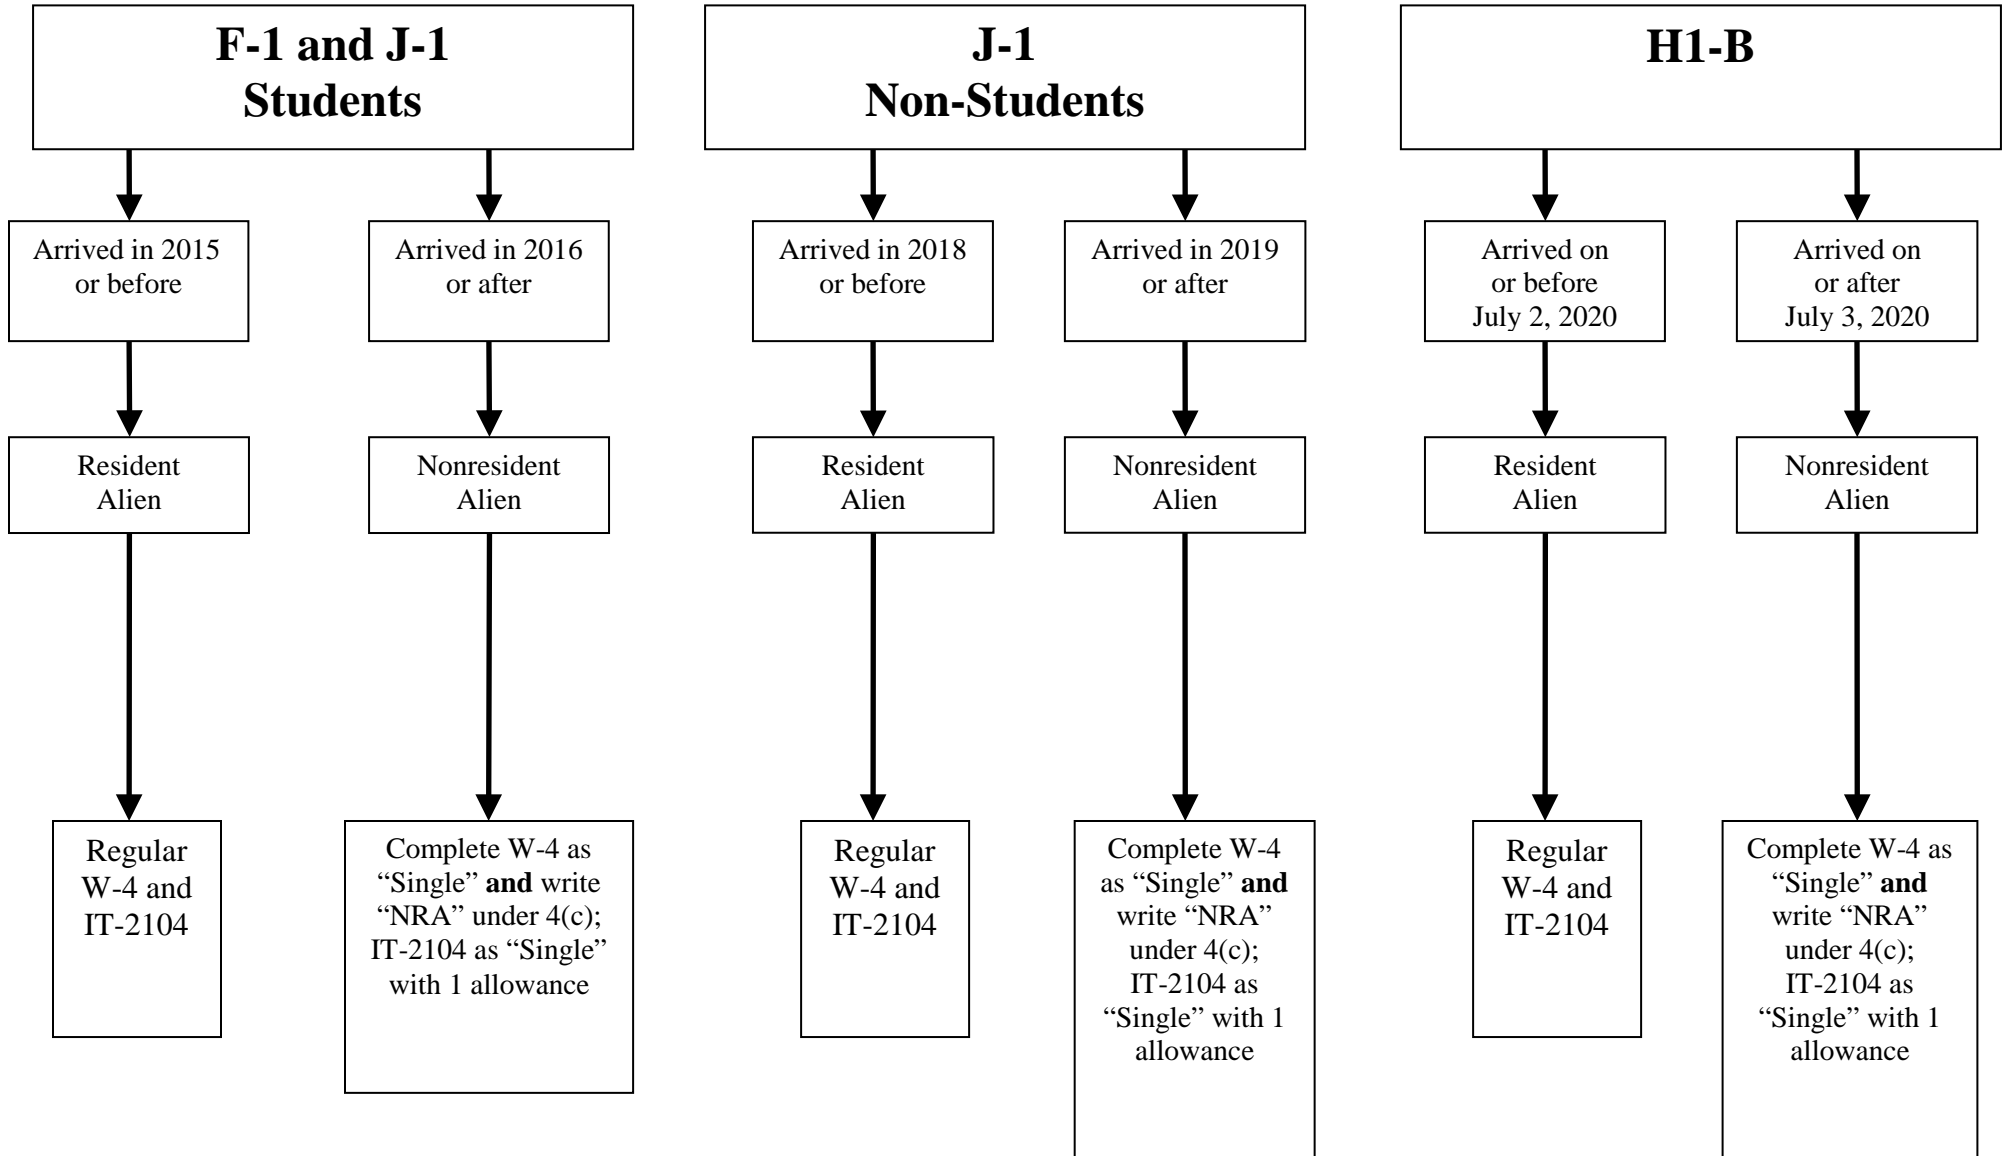 F-1 and J-1
Students
J-1
Non-Students
H1-B
Arrived in 2015
or before
Arrived in 2016
or after
Arrived in 2018
or before
Arrived in 2019
or after
Arrived on
or before
July 2, 2020
Arrived on
or after
July 3, 2020
Resident
Alien
Nonresident
Alien
Resident
Alien
Nonresident
Alien
Resident
Alien
Nonresident
Alien
Regular
W-4 and
IT-2104
Complete W-4 as
“Single” and write
“NRA” under 4(c);
IT-2104 as “Single”
with 1 allowance
Regular
W-4 and
IT-2104
Complete W-4
as “Single” and
write “NRA”
under 4(c);
IT-2104 as
“Single” with 1
allowance
Regular
W-4 and
IT-2104
Complete W-4 as
“Single” and
write “NRA”
under 4(c);
IT-2104 as
“Single” with 1
allowance